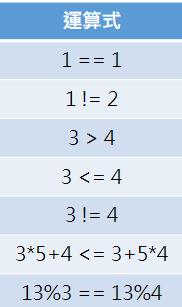 運算式
1 == 1
1 != 2
3 > 4
3 <= 4
3 != 4
3*5+4 <= 3+5*4
13%3 == 13%4